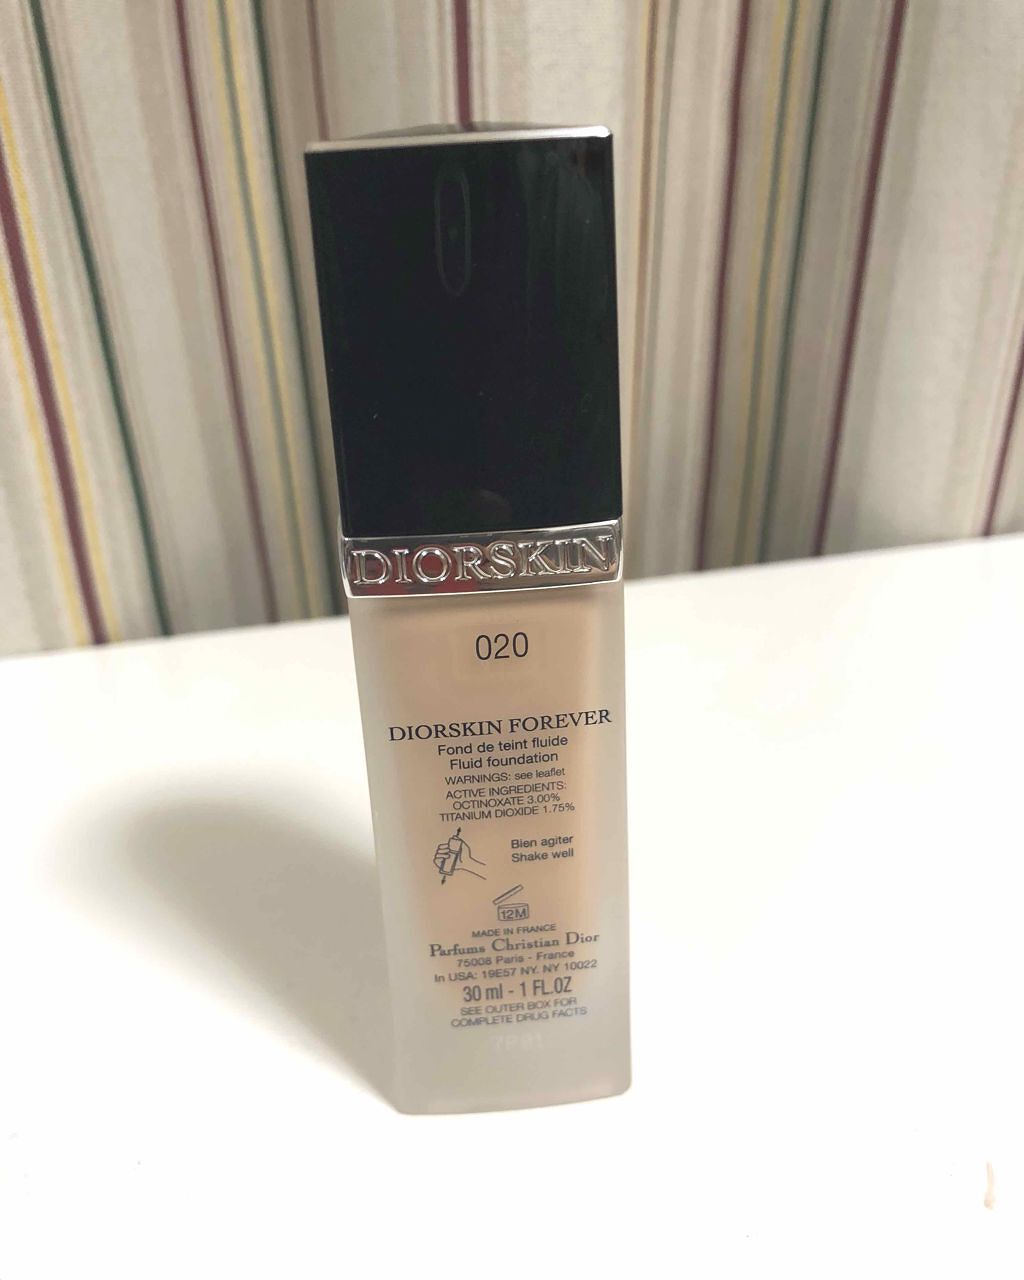 DIORSKIN
020
DIORSKIN FOREVER
Fond de teint fluide
Fluid foundation
WARNINGS: see leaflet
ACTIVE INGREDIENTS:
OCTINOXATE 3.00%
TITANIUM DIOXIDE 1.75%
Bien agiter
Shake well
12M
MADE IN FRANCE
Parfums Christian Dior
75008 Paris - France
In USA: 19E57 NY. NY 10022
30 ml - 1 FL.OZ
SEE OUTER BOX FOR
COMPLETE DRUG FACTS